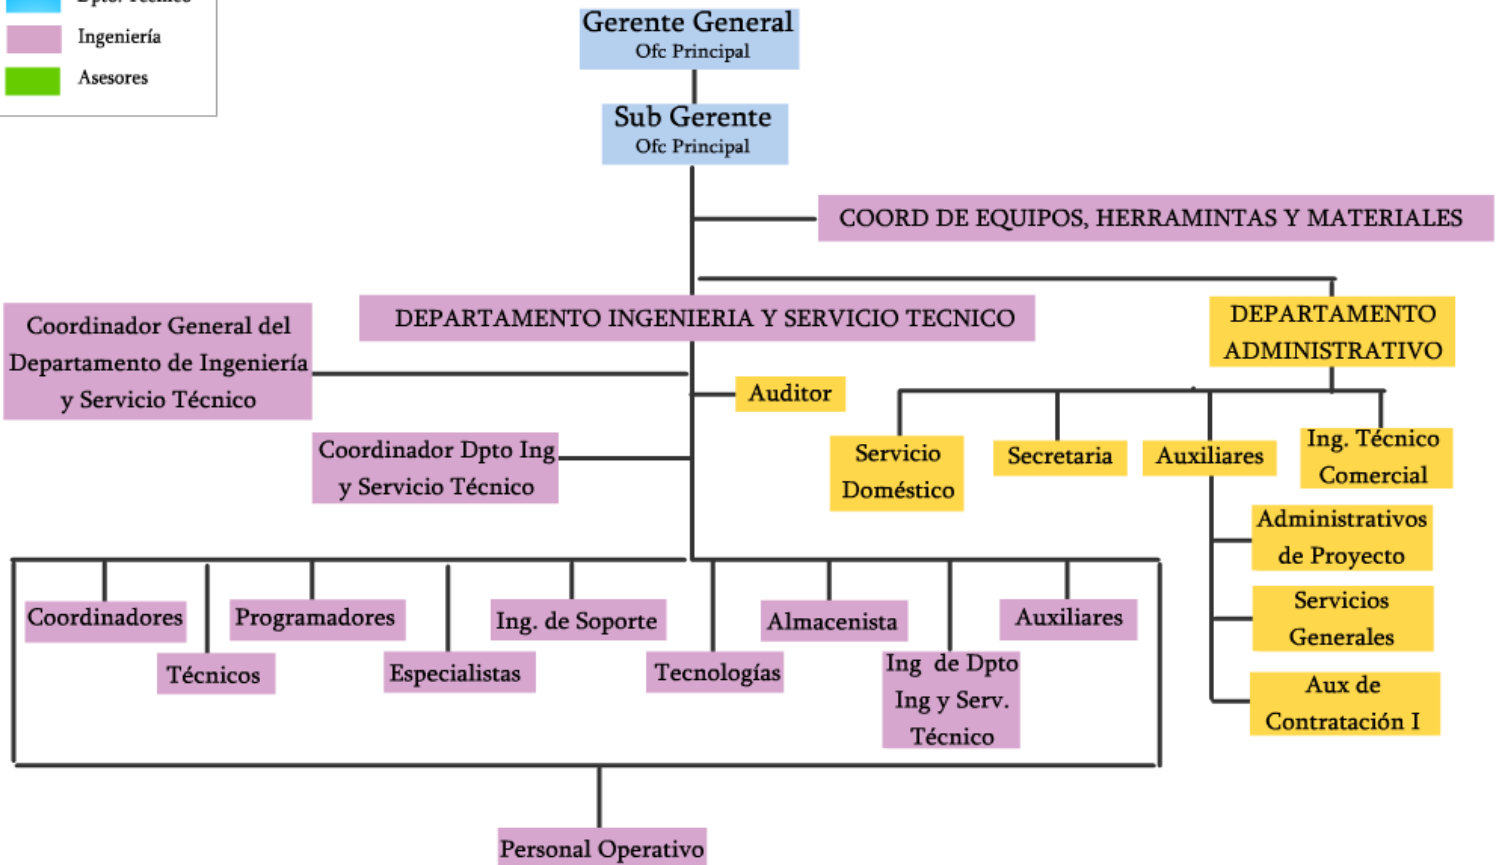 Dpto. Técnico
Ingeniería
Asesores
Gerente General
Ofc Principal
Sub Gerente
Ofc Principal
COORD DE EQUIPOS, HERRAMINTAS Y MATERIALES
Coordinador General del
Departamento de Ingeniería
y Servicio Técnico
DEPARTAMENTO INGENIERIA Y SERVICIO TECNICO
DEPARTAMENTO
ADMINISTRATIVO
Auditor
Coordinador Dpto Ing
y Servicio Técnico
Servicio
Doméstico
Secretaria
Auxiliares
Ing. Técnico
Comercial
Administrativos
de Proyecto
Servicios
Generales
Aux de
Contratación I
Coordinadores
Técnicos
Programadores
Especialistas
Ing. de Soporte
Tecnologías
Almacenista
Ing de Dpto
Ing y Serv.
Técnico
Auxiliares
Personal Operativo